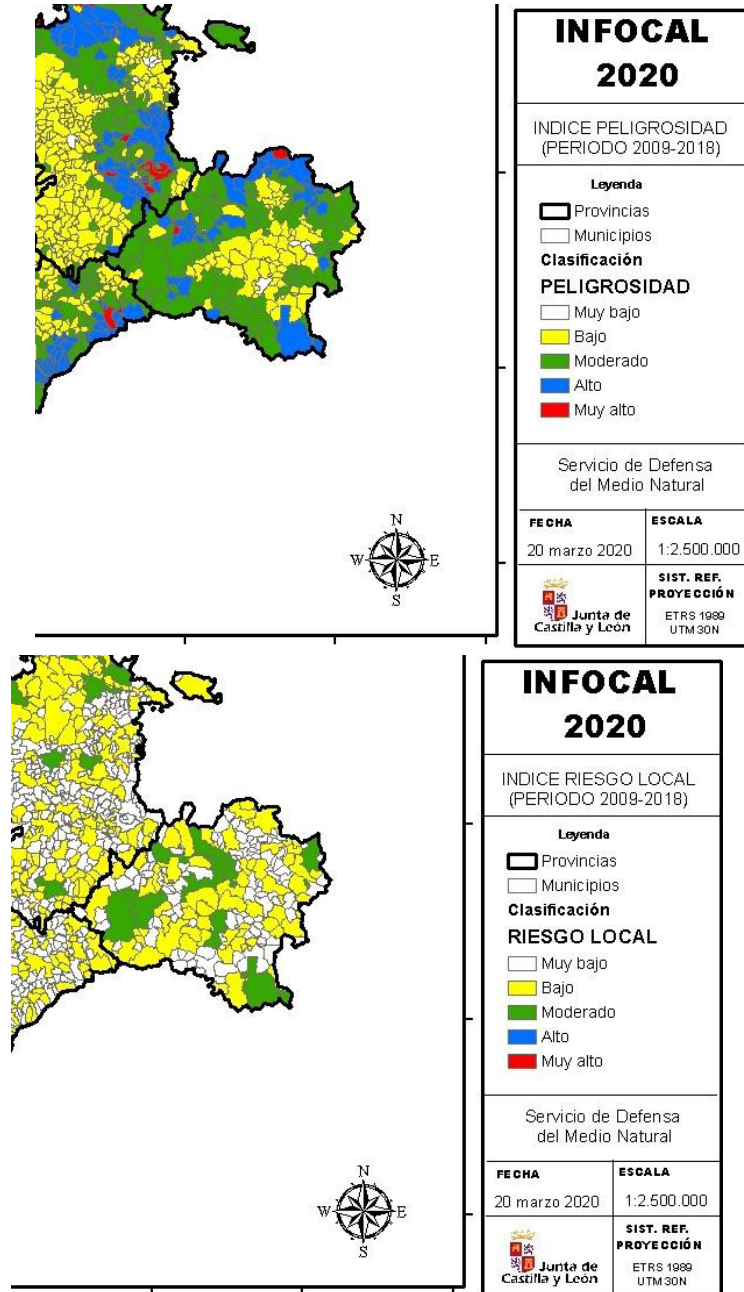 INFOCAL
2020
INDICE PELIGROSIDAD
(PERIODO 2009-2018)
Leyenda
Provincias
Municipios
Clasificación
PELIGROSIDAD
Muy bajo
Bajo
Moderado
Alto
Muy alto
Servicio de Defensa
del Medio Natural
FECHA
ESCALA
20 marzo 2020
1:2.500.000
Junta de
Castilla y León
SIST. REF.
PROYECCIÓN
ETRS 1989
UTM 30N
N
W
E
S
INFOCAL
2020
INDICE RIESGO LOCAL
(PERIODO 2009-2018)
Leyenda
Provincias
Municipios
Clasificación
RIESGO LOCAL
Muy bajo
Bajo
Moderado
Alto
Muy alto
Servicio de Defensa
del Medio Natural
FECHA
ESCALA
20 marzo 2020
1:2.500.000
Junta de
Castilla y León
SIST. REF.
PROYECCIÓN
ETRS 1989
UTM 30N
N
W
E
S